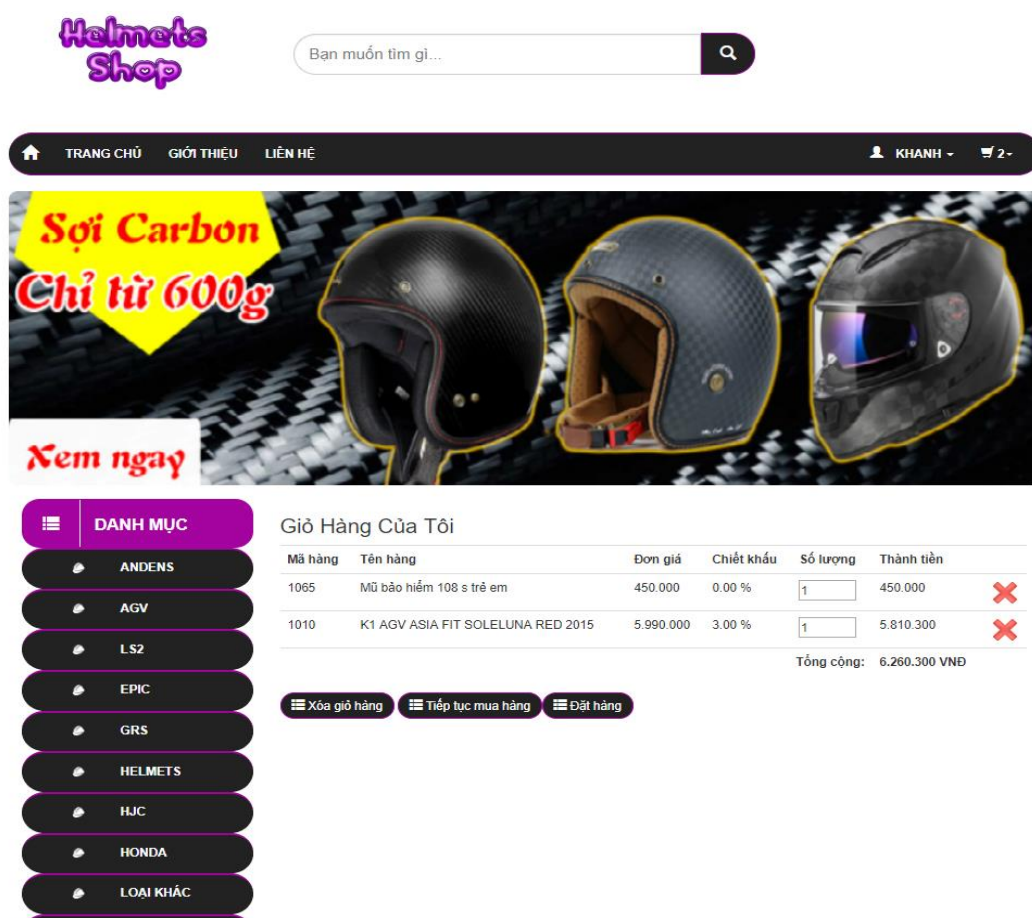 Helmets
Shop
Bạn muốn tìm gì...
TRANG CHỦ GIỚI THIỆU LIÊN HỆ KHANH 2
Sợi Carbon
Chỉ từ 600g
Xem ngay
DANH MỤC
ANDENS
AGV
LS2
EPIC
GRS
HELMETS
HJC
HONDA
LOẠI KHÁC
Giỏ Hàng Của Tôi
Mã hàng Tên hàng Đơn giá Chiết khấu Số lượng Thành tiền
1065 Mũ bảo hiểm 108 s trẻ em 450.000 0.00 % 1 450.000
1010 K1 AGV ASIA FIT SOLELUNA RED 2015 5.990.000 3.00 % 1 5.810.300
Tổng cộng: 6.260.300 VNĐ
Xóa giỏ hàng Tiếp tục mua hàng Đặt hàng